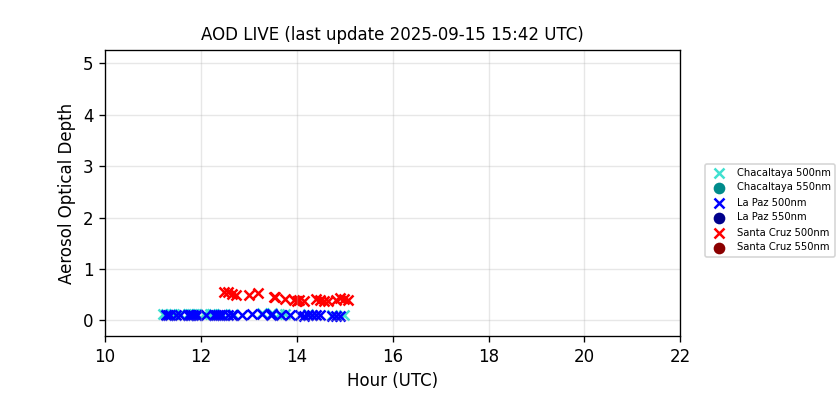 AOD LIVE (last update 2025-09-15 15:42 UTC)
Aerosol Optical Depth
5
4
3
2
1
0
10 12 14 16 18 20 22
Hour (UTC)
Chacaltaya 500nm
Chacaltaya 550nm
La Paz 500nm
La Paz 550nm
Santa Cruz 500nm
Santa Cruz 550nm